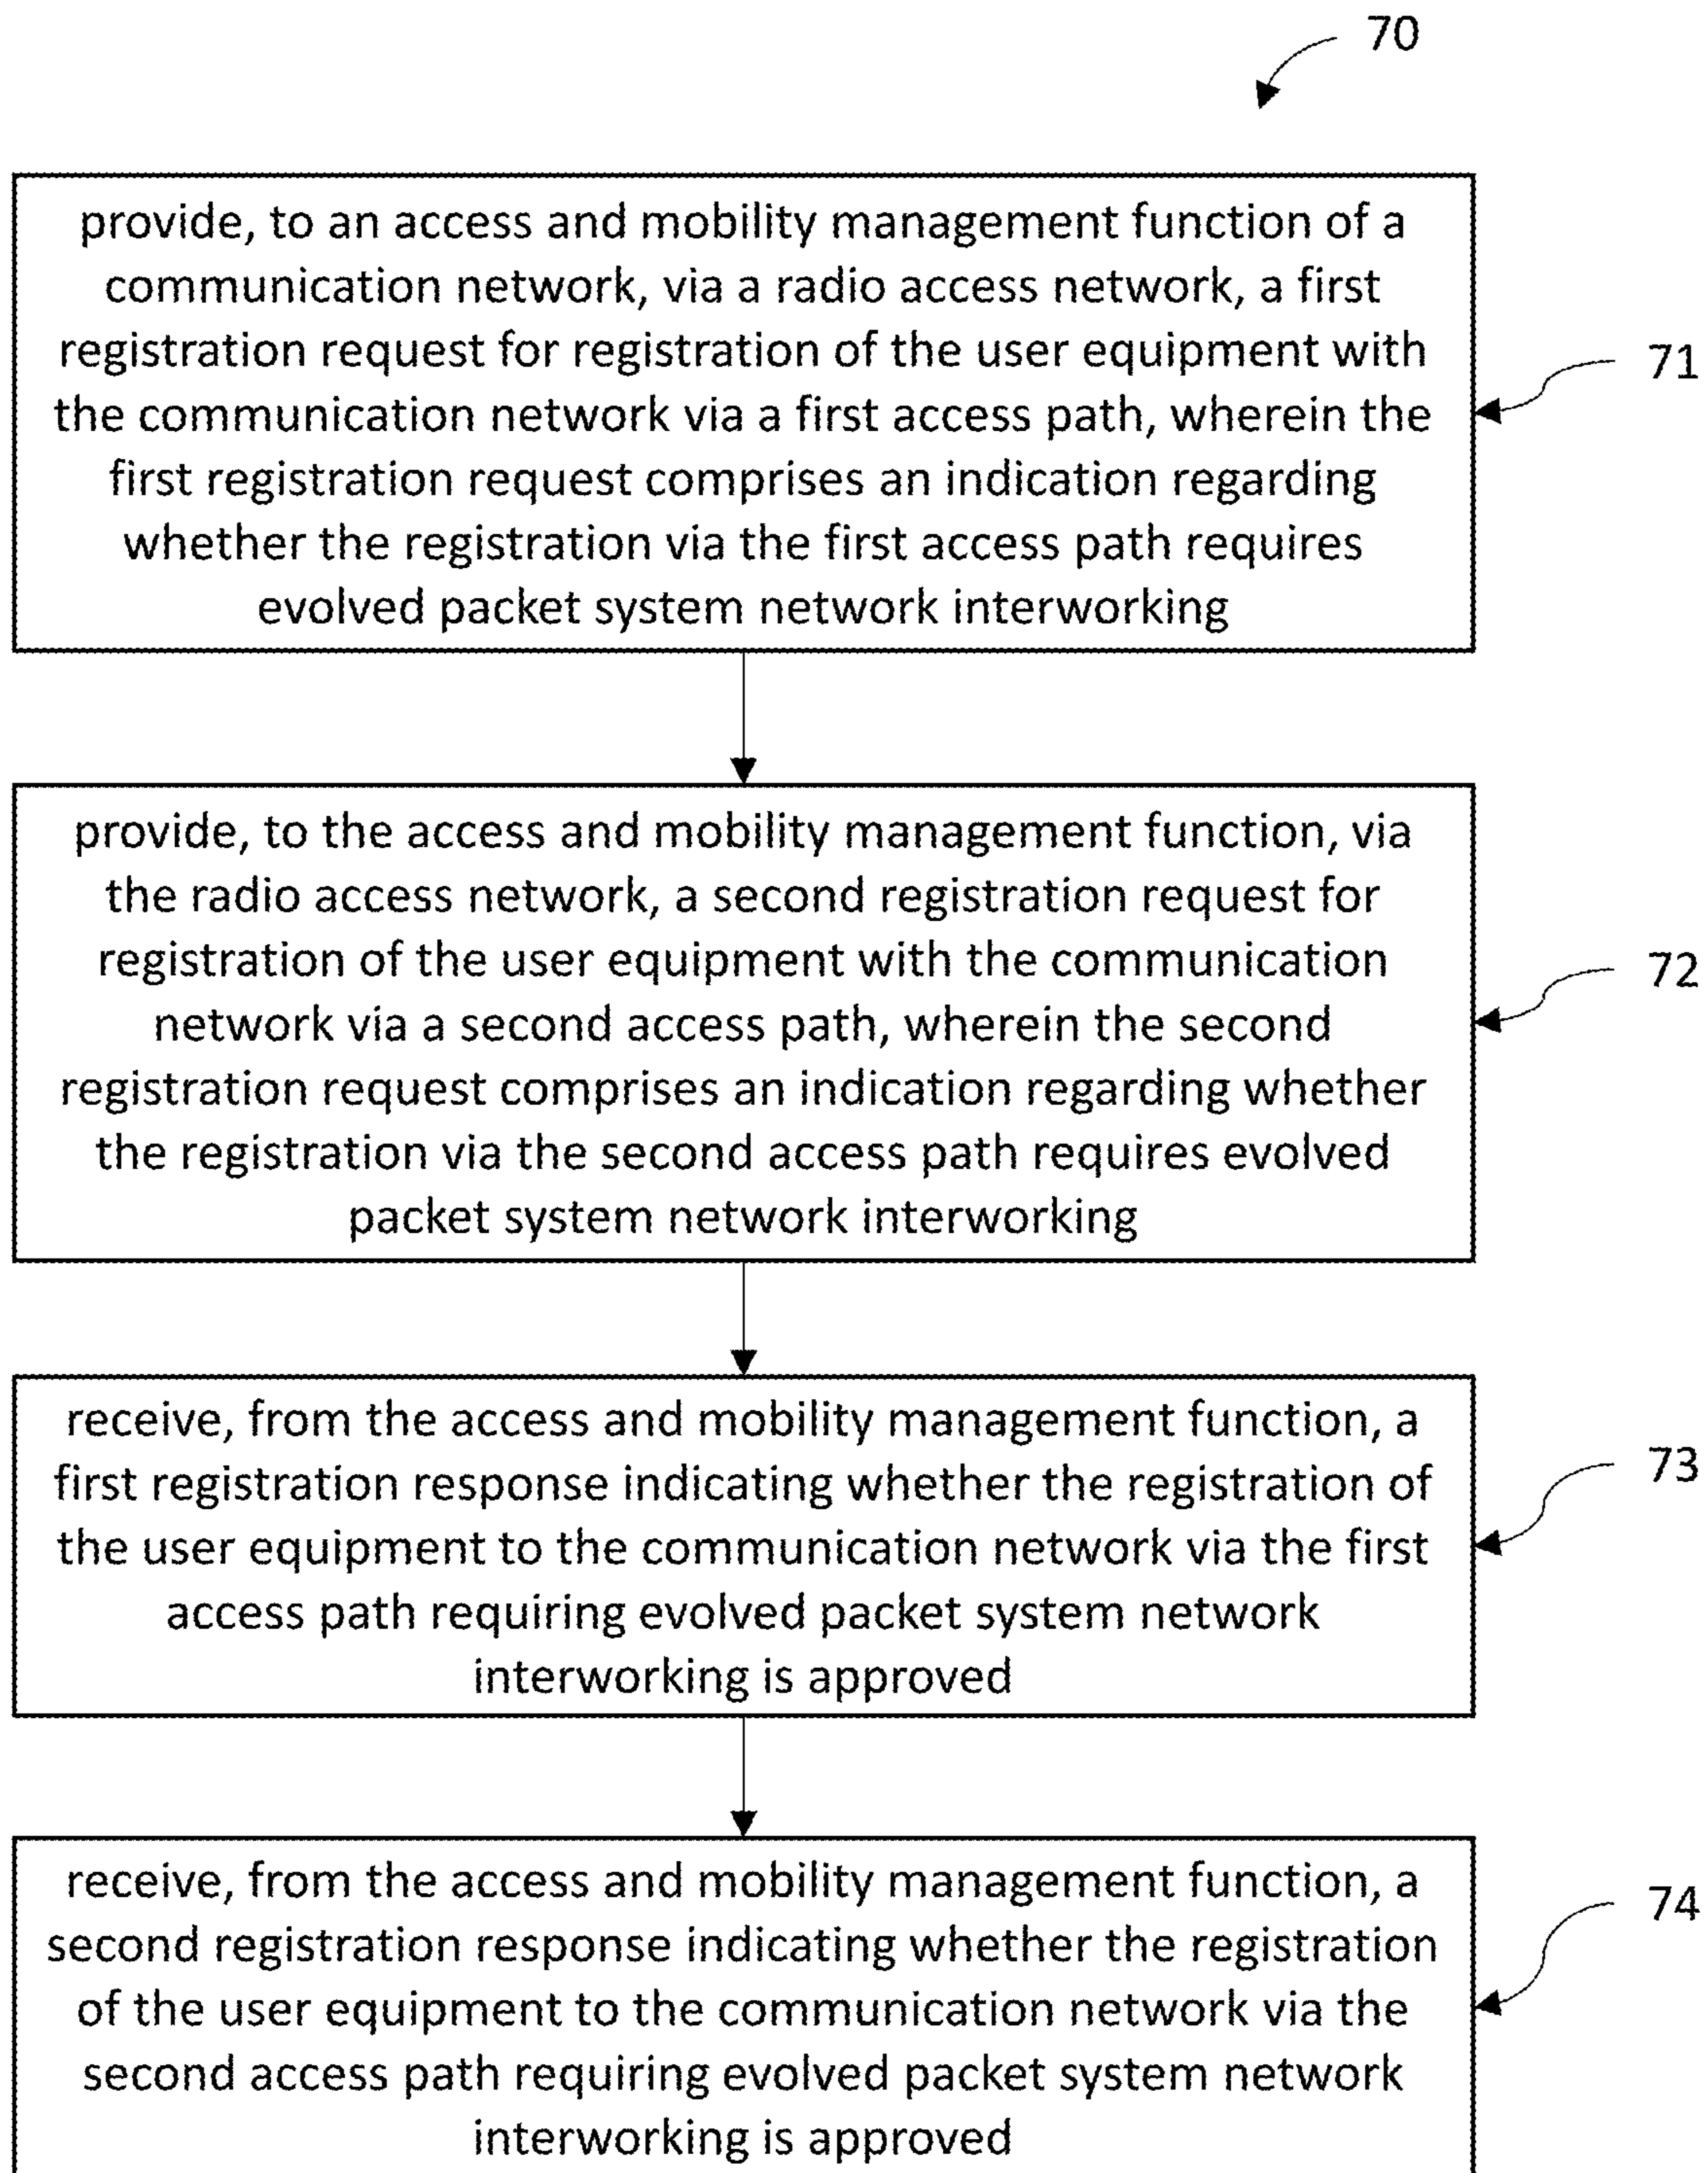 70
provide, to an access and mobility management function of a
communication network, via a radio access network, a first
registration request for registration of the user equipment with
the communication network via a first access path, wherein the
first registration request comprises an indication regarding
whether the registration via the first access path requires
evolved packet system network interworking
71
provide, to the access and mobility management function, via
the radio access network, a second registration request for
registration of the user equipment with the communication
network via a second access path, wherein the second
registration request comprises an indication regarding whether
the registration via the second access path requires evolved
packet system network interworking
72
receive, from the access and mobility management function, a
first registration response indicating whether the registration of
the user equipment to the communication network via the first
access path requiring evolved packet system network
interworking is approved
73
receive, from the access and mobility management function, a
second registration response indicating whether the registration
of the user equipment to the communication network via the
second access path requiring evolved packet system network
interworking is approved
74